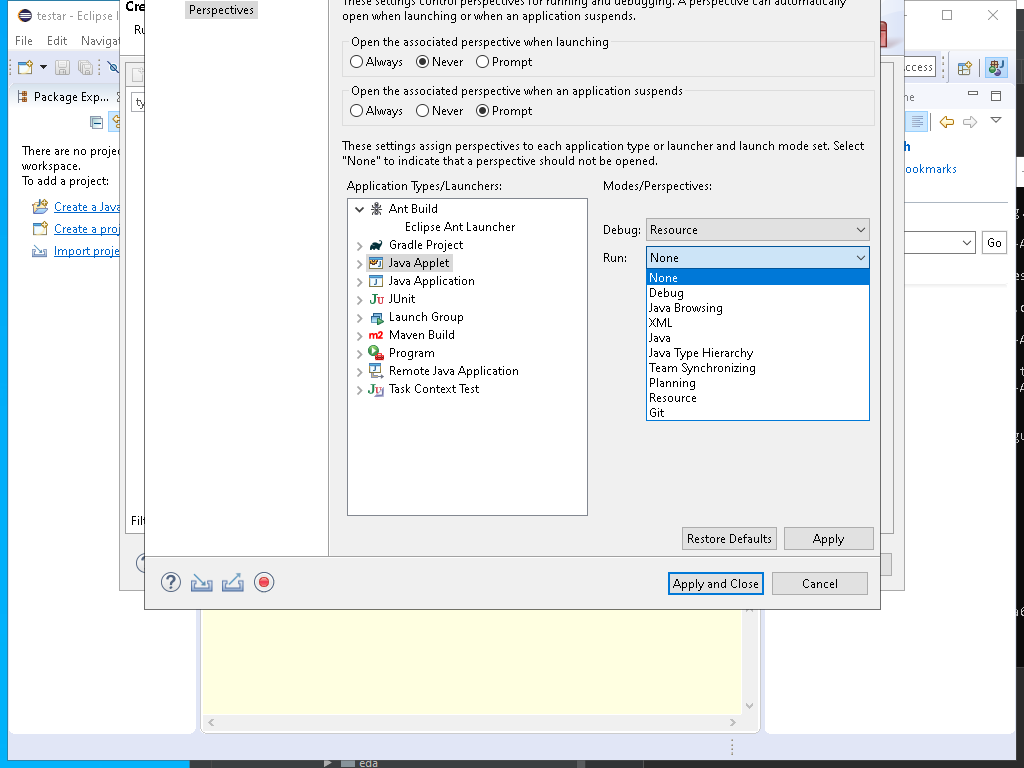 testar - Eclipse I
File Edit Navigat
Cre
Ru
Perspectives
These settings control perspectives for running and debugging. A perspective can automatically
open when launching or when an application suspends.
Open the associated perspective when launching
Always Never Prompt
Open the associated perspective when an application suspends
Always Never Prompt
These settings assign perspectives to each application type or launcher and launch mode set. Select
"None" to indicate that a perspective should not be opened.
Application Types/Launchers:
Modes/Perspectives:
Ant Build
Eclipse Ant Launcher
Gradle Project
Java Applet
Java Application
JUnit
Launch Group
Maven Build
Program
Remote Java Application
Task Context Test
Debug: Resource
Run: None
None
Debug
Java Browsing
XML
Java
Java Type Hierarchy
Team Synchronizing
Planning
Resource
Git
Restore Defaults Apply
Apply and Close Cancel
Package Exp...
ty
There are no proje
workspace.
To add a project:
Create a Java
Create a proj
Import proje
Filt
ccess
ne
h
ookmarks
Go
eda